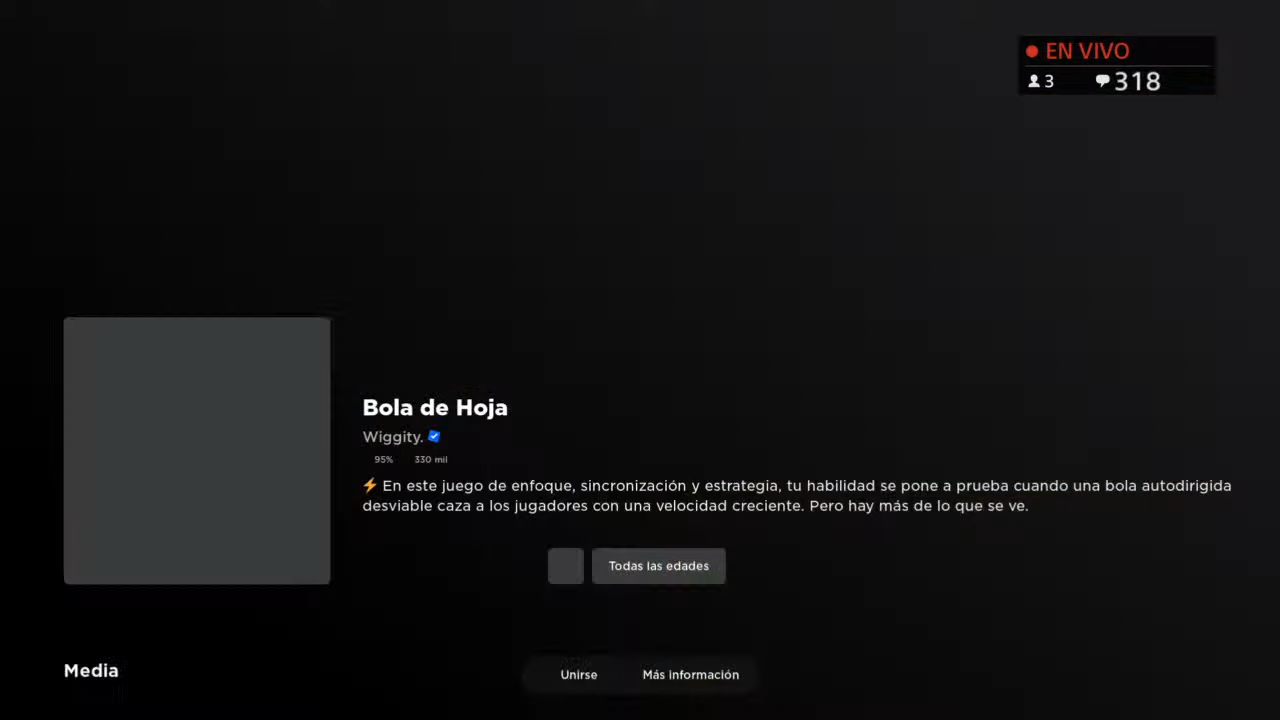 EN VIVO
3 318
Bola de Hoja
Wiggity.
95% 330 mil
⚡ En este juego de enfoque, sincronización y estrategia, tu habilidad se pone a prueba cuando una bola autodirigida
desviable caza a los jugadores con una velocidad creciente. Pero hay más de lo que se ve.
Todas las edades
Media
Unirse Más información